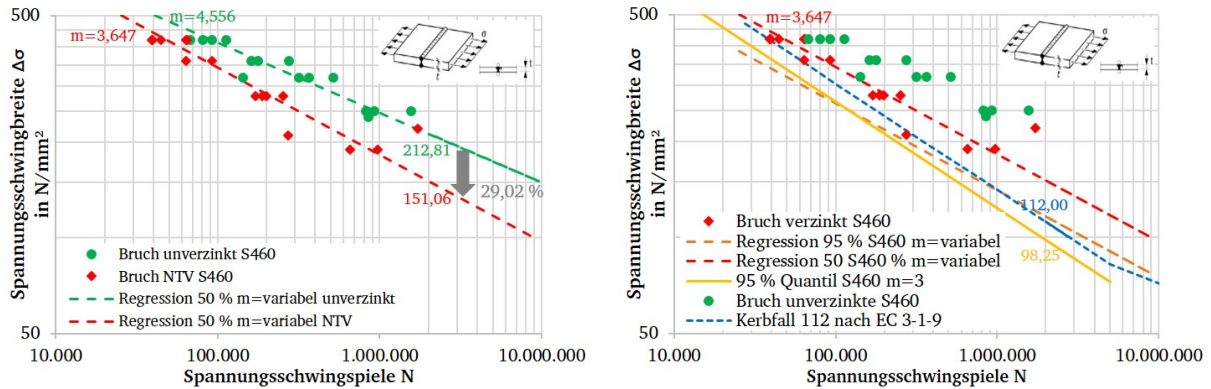 Spannungsschwingbreite Δσ
in N/mm²
500
50
m=4,556
m=3,647
212,81
151,06
29,02 %
σ
t
t
Bruch unverzinkt S460
Bruch NTV S460
Regression 50 % m=variabel unverzinkt
Regression 50 % m=variabel NTV
10.000
100.000
1.000.000
10.000.000
Spannungsschwingspiele N
Spannungsschwingbreite Δσ
in N/mm²
500
50
m=3,647
σ
t
t
112,00
98,25
Bruch verzinkt S460
Regression 95 % S460 m=variabel
Regression 50 S460 % m=variabel
95 % Quantil S460 m=3
Bruch unverzinkte S460
Kerbfall 112 nach EC 3-1-9
10.000
100.000
1.000.000
10.000.000
Spannungsschwingspiele N